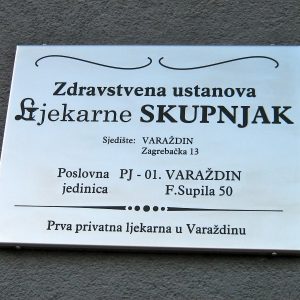 Zdravstvena ustanova
Ljekarne SKUPNJAK
Sjedište: VARAŽDIN
Zagrebačka 13
Poslovna PJ - 01. VARAŽDIN
jedinica F.Supila 50
Prva privatna ljekarna u Varaždinu